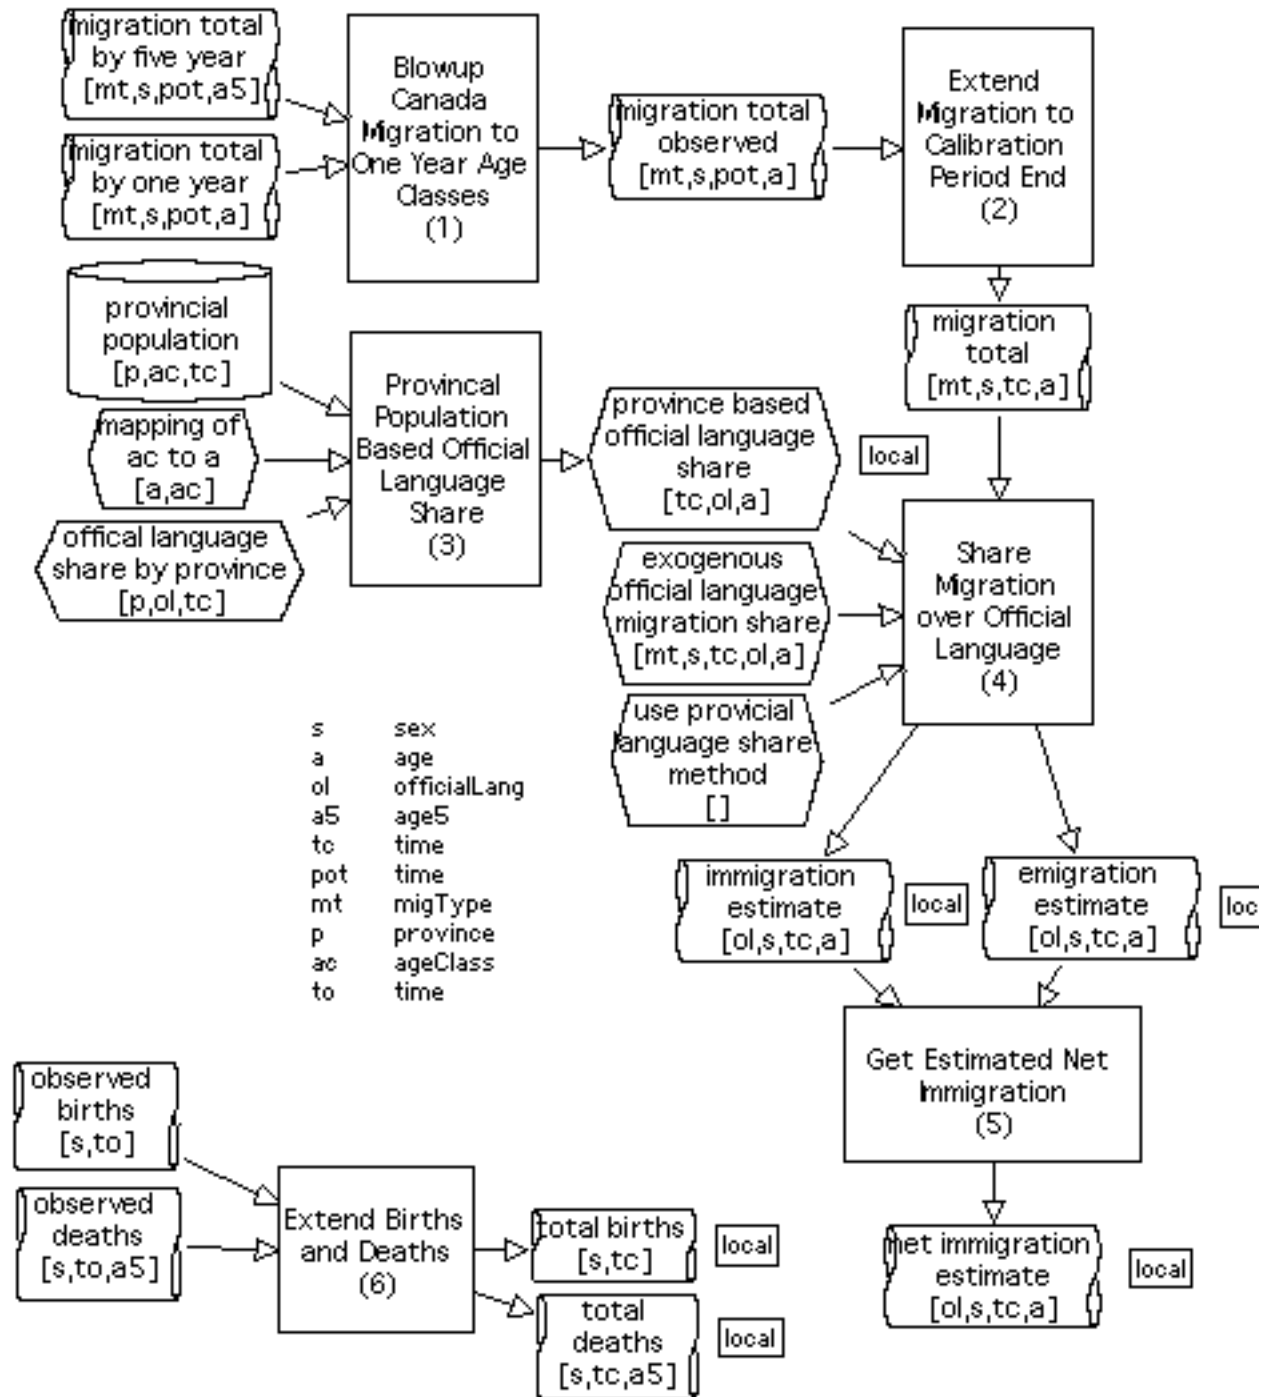 migration total
by five year
[mt,s,pot,a5]
migration total
by one year
[mt,s,pot,a]
Blowup
Canada
Migration to
One Year Age
Classes
(1)
migration total
observed
[mt,s,pot,a]
Extend
Migration to
Calibration
Period End
(2)
migration
total
[mt,s,tc,a]
provincial
population
[p,ac,tc]
mapping of
ac to a
[a,ac]
offical language
share by province
[p,ol,tc]
Provincal
Population
Based Official
Language
Share
(3)
province based
official language
share
[tc,ol,a]
local
exogenous
official language
migration share
[mt,s,tc,ol,a]
use provicial
language share
method
[]
Share
Migration
over Official
Language
(4)
s sex
a age
ol officialLang
a5 age5
tc time
pot time
mt migType
p province
ac ageClass
to time
immigration
estimate
[ol,s,tc,a]
local
emigration
estimate
[ol,s,tc,a]
loc
Get Estimated Net
Immigration
(5)
net immigration
estimate
[ol,s,tc,a]
local
observed
births
[s,to]
observed
deaths
[s,to,a5]
Extend Births
and Deaths
(6)
total births
[s,tc]
local
total
deaths
[s,tc,a5]
local